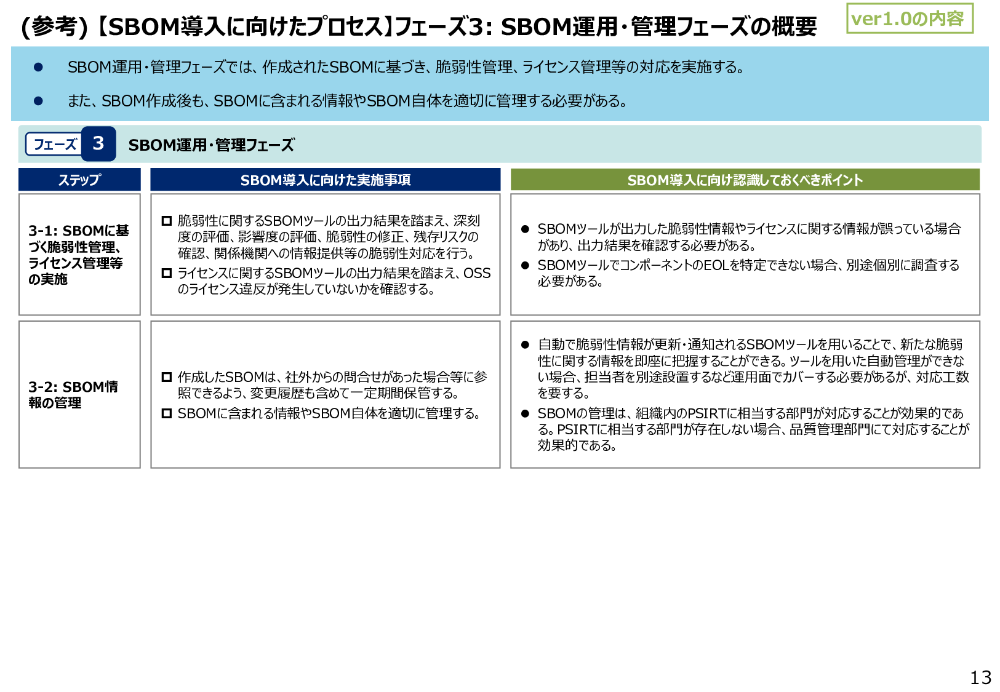 (参考)【SBOM導入に向けたプロセス】フェーズ3: SBOM運用・管理フェーズの概要
ver1.0の内容
● SBOM運用・管理フェーズでは、作成されたSBOMに基づき、脆弱性管理、ライセンス管理等の対応を実施する。
● また、SBOM作成後も、SBOMに含まれる情報やSBOM自体を適切に管理する必要がある。
フェーズ 3 SBOM運用・管理フェーズ
ステップ
SBOM導入に向けた実施事項
SBOM導入に向け認識しておくべきポイント
3-1: SBOMに基
づく脆弱性管理、
ライセンス管理等
の実施
□ 脆弱性に関するSBOMツールの出力結果を踏まえ、深刻
度の評価、影響度の評価、脆弱性の修正、残存リスクの
確認、関係機関への情報提供等の脆弱性対応を行う。
□ ライセンスに関するSBOMツールの出力結果を踏まえ、OSS
のライセンス違反が発生していないかを確認する。
● SBOMツールが出力した脆弱性情報やライセンスに関する情報が誤っている場合
があり、出力結果を確認する必要がある。
● SBOMツールでコンポーネントのEOLを特定できない場合、別途個別に調査する
必要がある。
3-2: SBOM情
報の管理
□ 作成したSBOMは、社外からの問合せがあった場合等に参
照できるよう、変更履歴も含めて一定期間保管する。
□ SBOMに含まれる情報やSBOM自体を適切に管理する。
● 自動で脆弱性情報が更新・通知されるSBOMツールを用いることで、新たな脆弱
性に関する情報を即座に把握することができる。ツールを用いた自動管理ができな
い場合、担当者を別途設置するなど運用面でカバーする必要があるが、対応工数
を要する。
● SBOMの管理は、組織内のPSIRTに相当する部門が対応することが効果的であ
る。PSIRTに相当する部門が存在しない場合、品質管理部門にて対応することが
効果的である。
13